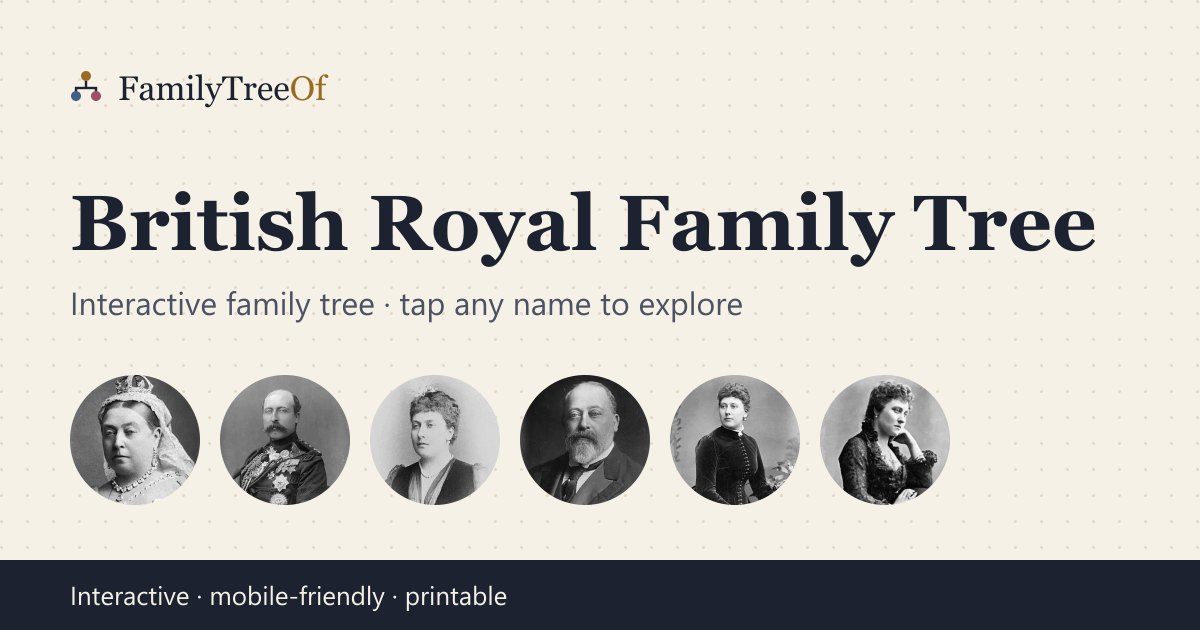 FamilyTreeOf
British Royal Family Tree
Interactive family tree · tap any name to explore
Interactive · mobile-friendly · printable